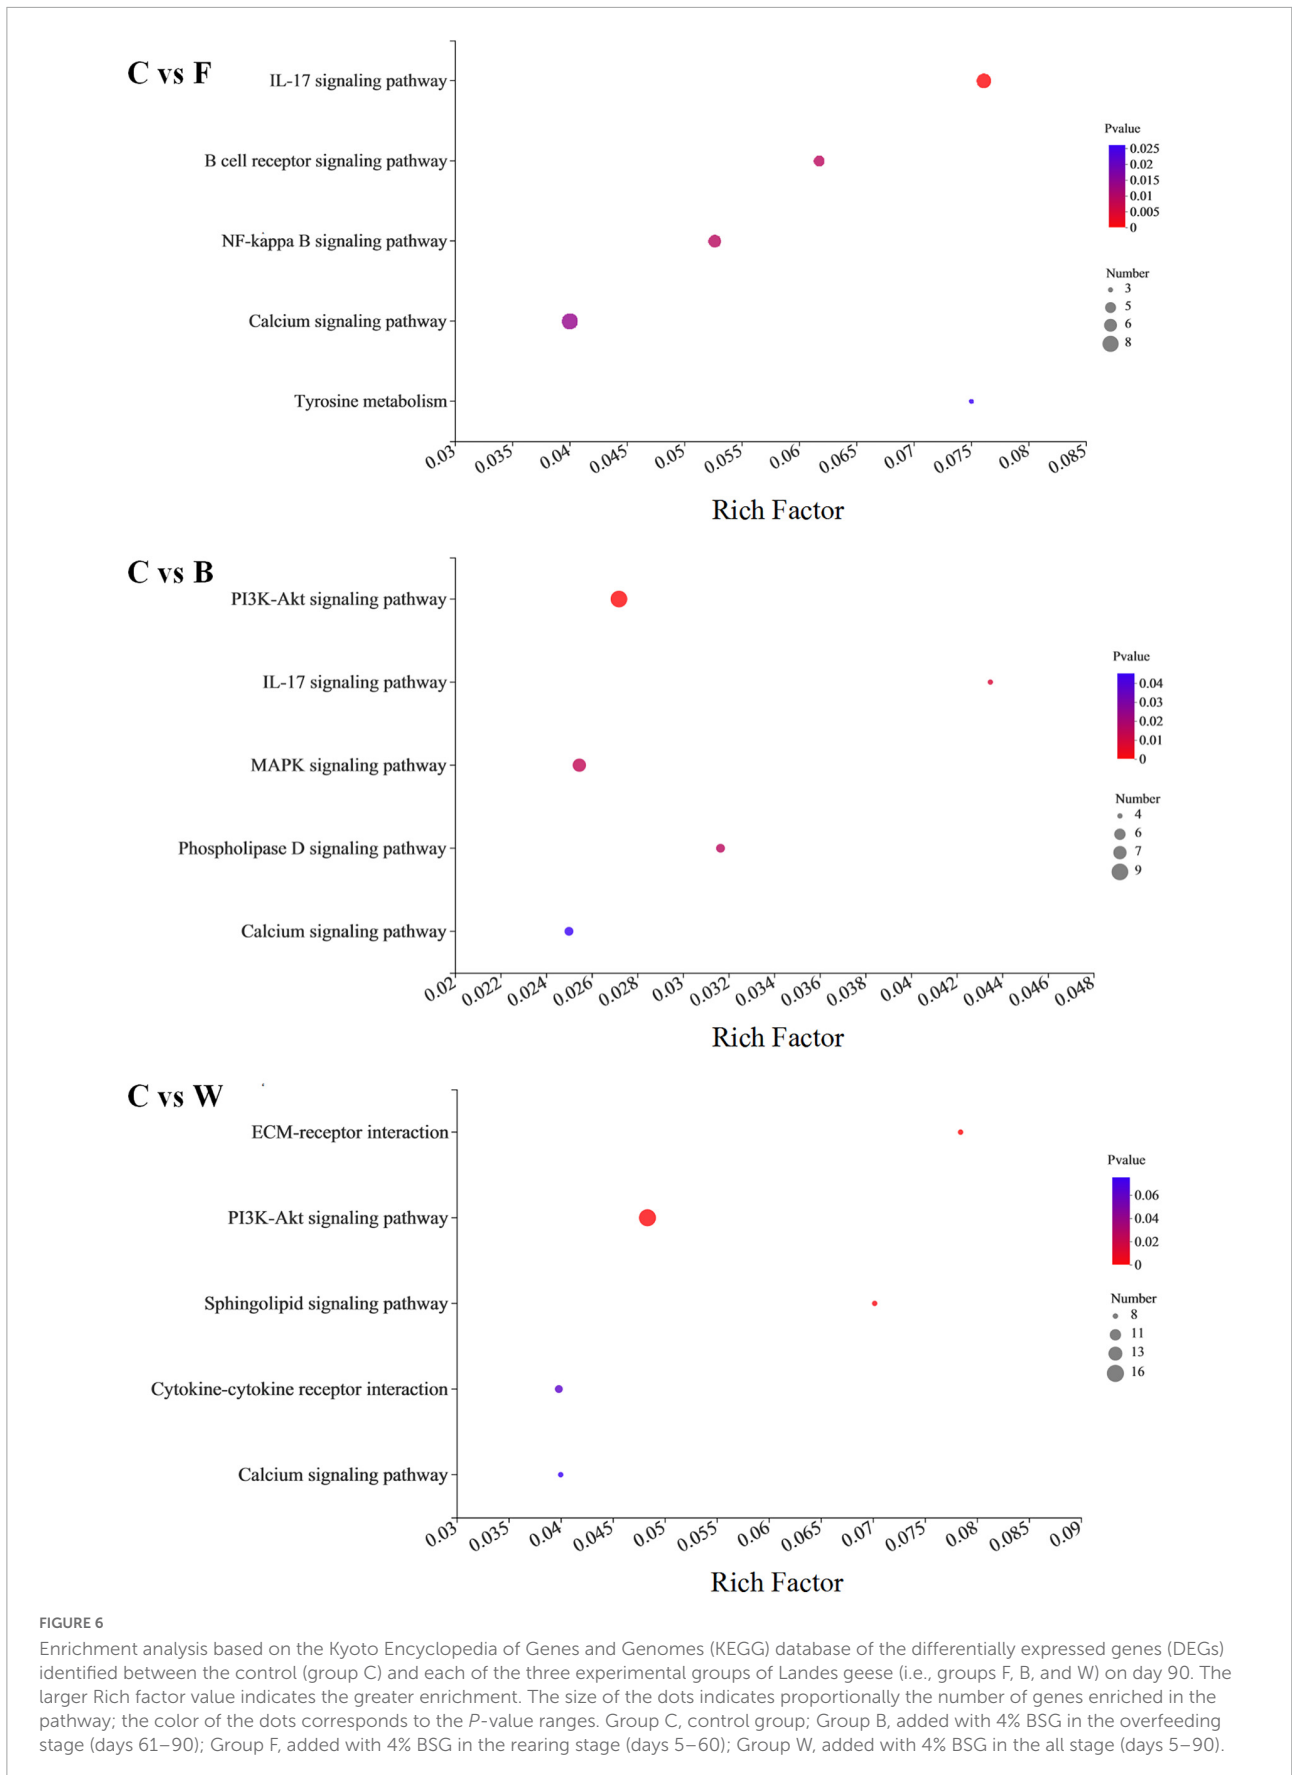 C vs F
IL-17 signaling pathway
B cell receptor signaling pathway
NF-kappa B signaling pathway
Calcium signaling pathway
Tyrosine metabolism
0.03 0.035 0.04 0.045 0.05 0.055 0.06 0.065 0.07 0.075 0.08 0.085
Rich Factor
Pvalue
0.025
0.02
0.015
0.01
0.005
0
Number
3
5
6
8
C vs B
PI3K-Akt signaling pathway
IL-17 signaling pathway
MAPK signaling pathway
Phospholipase D signaling pathway
Calcium signaling pathway
0.02 0.022 0.024 0.026 0.028 0.03 0.032 0.034 0.036 0.038 0.04 0.042 0.044 0.046 0.048
Rich Factor
Pvalue
0.04
0.03
0.02
0.01
0
Number
4
6
7
9
C vs W
ECM-receptor interaction
PI3K-Akt signaling pathway
Sphingolipid signaling pathway
Cytokine-cytokine receptor interaction
Calcium signaling pathway
0.03 0.035 0.04 0.045 0.05 0.055 0.06 0.065 0.07 0.075 0.08 0.085 0.09
Rich Factor
Pvalue
0.06
0.04
0.02
0
Number
8
11
13
16
FIGURE 6
Enrichment analysis based on the Kyoto Encyclopedia of Genes and Genomes (KEGG) database of the differentially expressed genes (DEGs)
identified between the control (group C) and each of the three experimental groups of Landes geese (i.e., groups F, B, and W) on day 90. The
larger Rich factor value indicates the greater enrichment. The size of the dots indicates proportionally the number of genes enriched in the
pathway; the color of the dots corresponds to the P-value ranges. Group C, control group; Group B, added with 4% BSG in the overfeeding
stage (days 61–90); Group F, added with 4% BSG in the rearing stage (days 5–60); Group W, added with 4% BSG in the all stage (days 5–90).